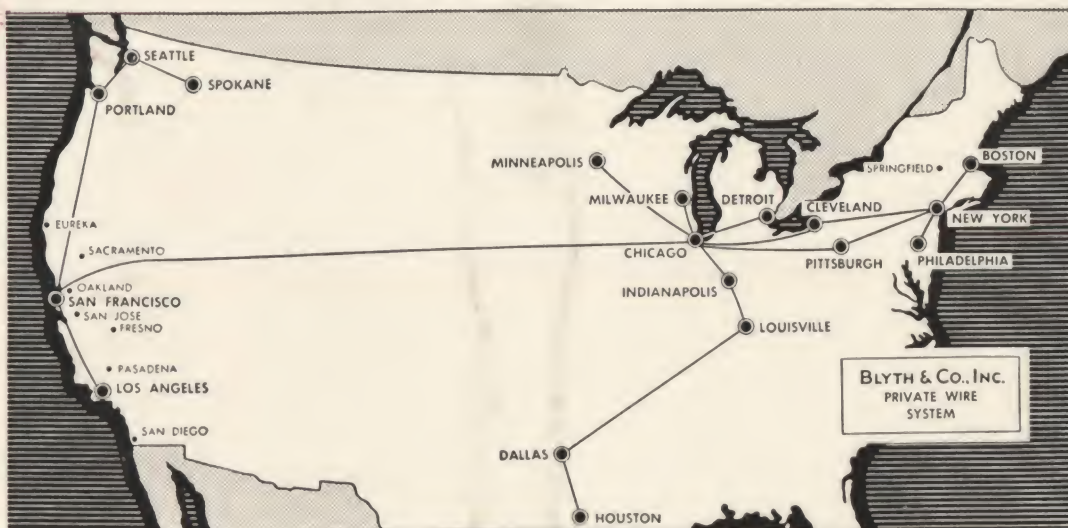 SEATTLE
SPOKANE
PORTLAND
MINNEAPOLIS
BOSTON
SPRINGFIELD
MILWAUKEE
DETROIT
CLEVELAND
NEW YORK
EUREKA
SACRAMENTO
CHICAGO
PITTSBURGH
PHILADELPHIA
OAKLAND
SAN FRANCISCO
SAN JOSE
FRESNO
INDIANAPOLIS
LOUISVILLE
PASADENA
LOS ANGELES
BLYTH & CO., INC.
PRIVATE WIRE
SYSTEM
SAN DIEGO
DALLAS
HOUSTON